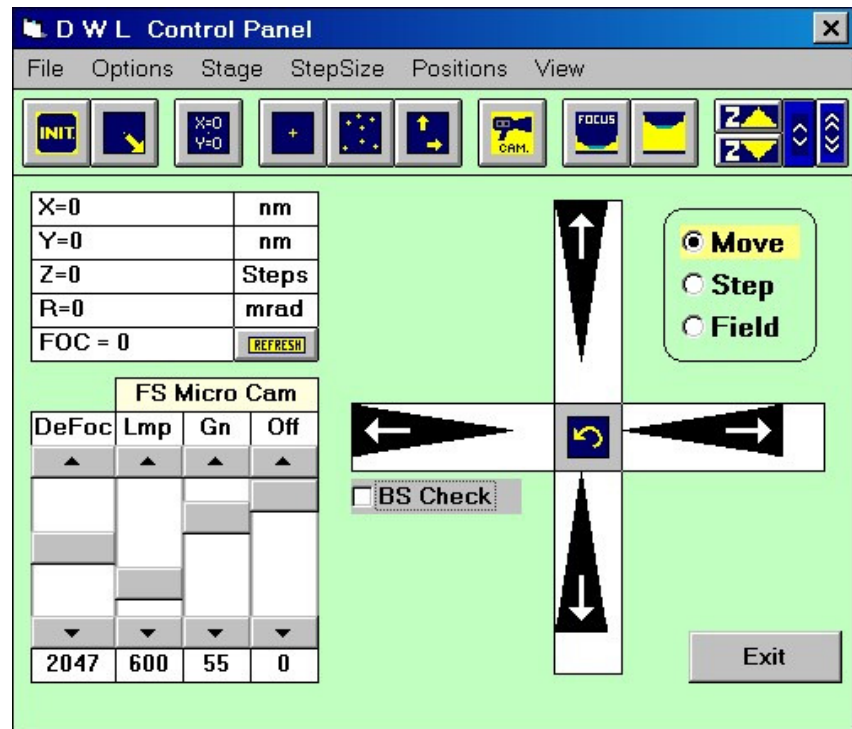 D W L Control Panel
File Options Stage StepSize Positions View
INIT. X=0 Y=0 CAM. FOCUS Z Z
X=0 nm
Y=0 nm
Z=0 Steps
R=0 mrad
FOC = 0 REFRESH
Move
Step
Field
FS Micro Cam
DeFoc Lmp Gn Off
BS Check
2047 600 55 0
Exit